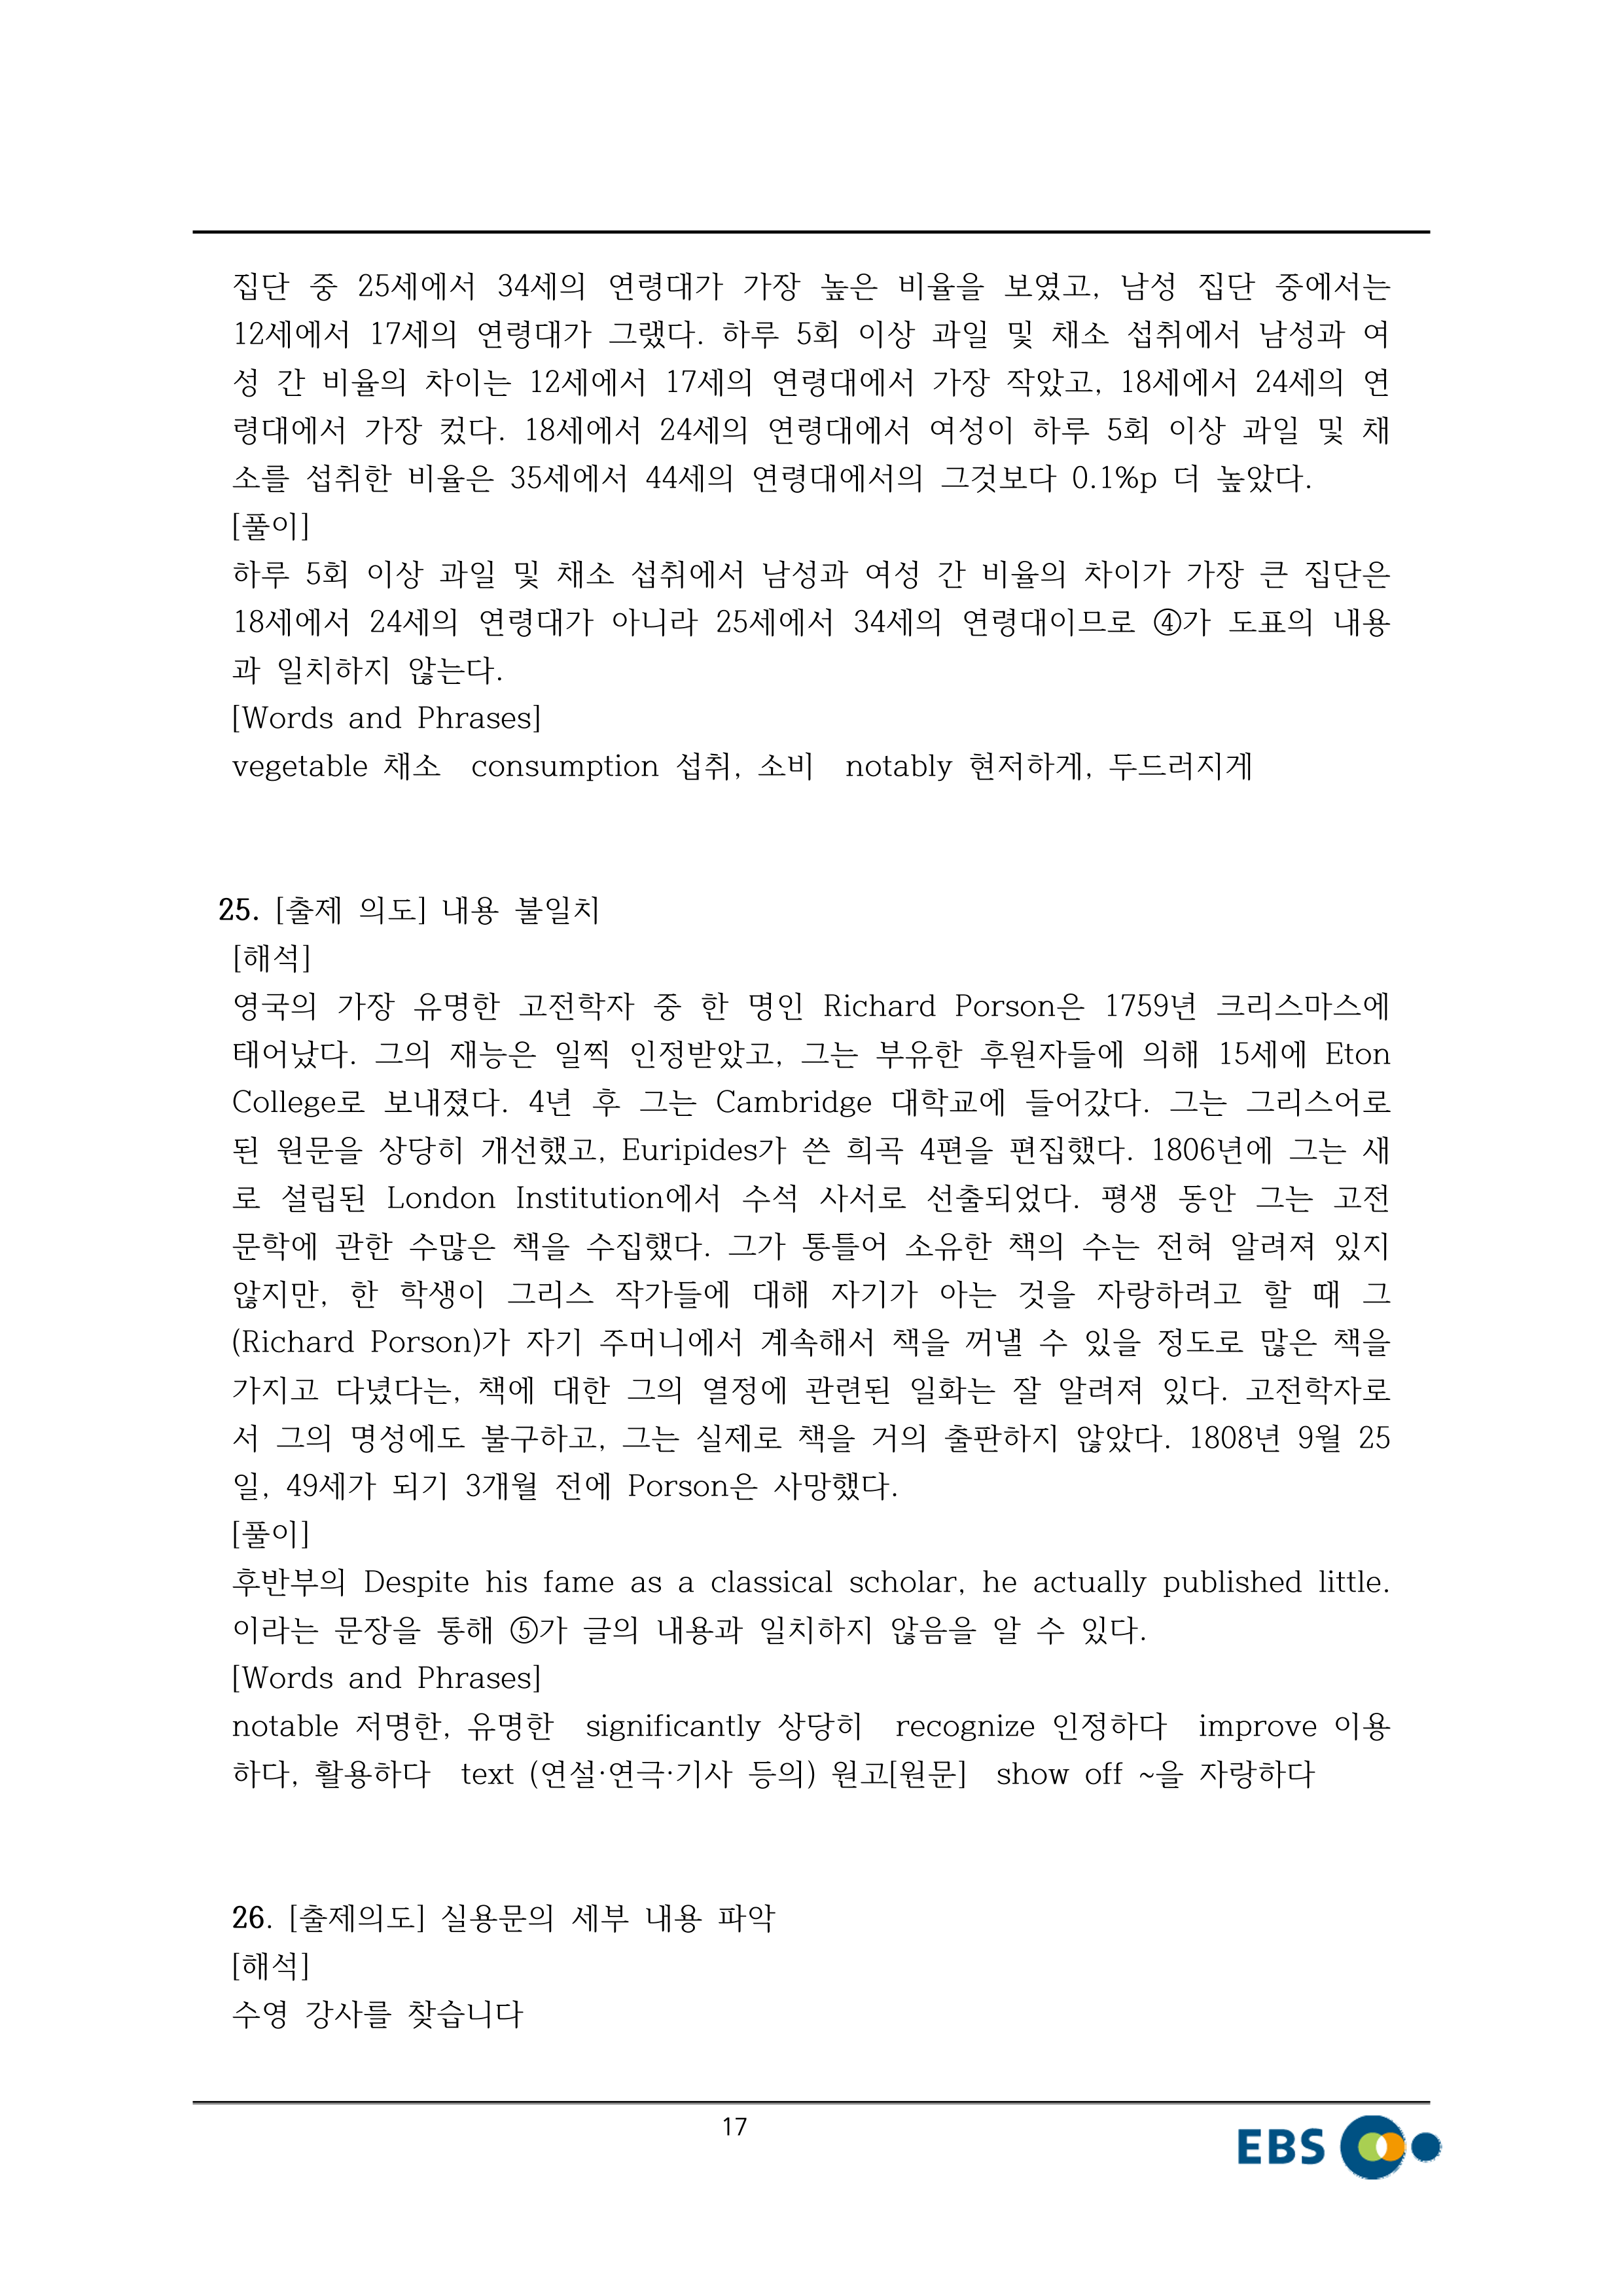 집단 중 25세에서 34세의 연령대가 가장 높은 비율을 보였고, 남성 집단 중에서는
12세에서 17세의 연령대가 그랬다. 하루 5회 이상 과일 및 채소 섭취에서 남성과 여
성 간 비율의 차이는 12세에서 17세의 연령대에서 가장 작았고, 18세에서 24세의 연
령대에서 가장 컸다. 18세에서 24세의 연령대에서 여성이 하루 5회 이상 과일 및 채
소를 섭취한 비율은 35세에서 44세의 연령대에서의 그것보다 0.1%p 더 높았다.
[풀이]
하루 5회 이상 과일 및 채소 섭취에서 남성과 여성 간 비율의 차이가 가장 큰 집단은
18세에서 24세의 연령대가 아니라 25세에서 34세의 연령대이므로 ④가 도표의 내용
과 일치하지 않는다.
[Words and Phrases]
vegetable 채소 consumption 섭취, 소비 notably 현저하게, 두드러지게
25. [출제 의도] 내용 불일치
[해석]
영국의 가장 유명한 고전학자 중 한 명인 Richard Porson은 1759년 크리스마스에
태어났다. 그의 재능은 일찍 인정받았고, 그는 부유한 후원자들에 의해 15세에 Eton
College로 보내졌다. 4년 후 그는 Cambridge 대학교에 들어갔다. 그는 그리스어로
된 원문을 상당히 개선했고, Euripides가 쓴 희곡 4편을 편집했다. 1806년에 그는 새
로 설립된 London Institution에서 수석 사서로 선출되었다. 평생 동안 그는 고전
문학에 관한 수많은 책을 수집했다. 그가 통틀어 소유한 책의 수는 전혀 알려져 있지
않지만, 한 학생이 그리스 작가들에 대해 자기가 아는 것을 자랑하려고 할 때 그
(Richard Porson)가 자기 주머니에서 계속해서 책을 꺼낼 수 있을 정도로 많은 책을
가지고 다녔다는, 책에 대한 그의 열정에 관련된 일화는 잘 알려져 있다. 고전학자로
서 그의 명성에도 불구하고, 그는 실제로 책을 거의 출판하지 않았다. 1808년 9월 25
일, 49세가 되기 3개월 전에 Porson은 사망했다.
[풀이]
후반부의 Despite his fame as a classical scholar, he actually published little.
이라는 문장을 통해 ⑤가 글의 내용과 일치하지 않음을 알 수 있다.
[Words and Phrases]
notable 저명한, 유명한 significantly 상당히 recognize 인정하다 improve 이용
하다, 활용하다 text (연설·연극·기사 등의) 원고[원문] show off ~을 자랑하다
26. [출제의도] 실용문의 세부 내용 파악
[해석]
수영 강사를 찾습니다
17
EBS